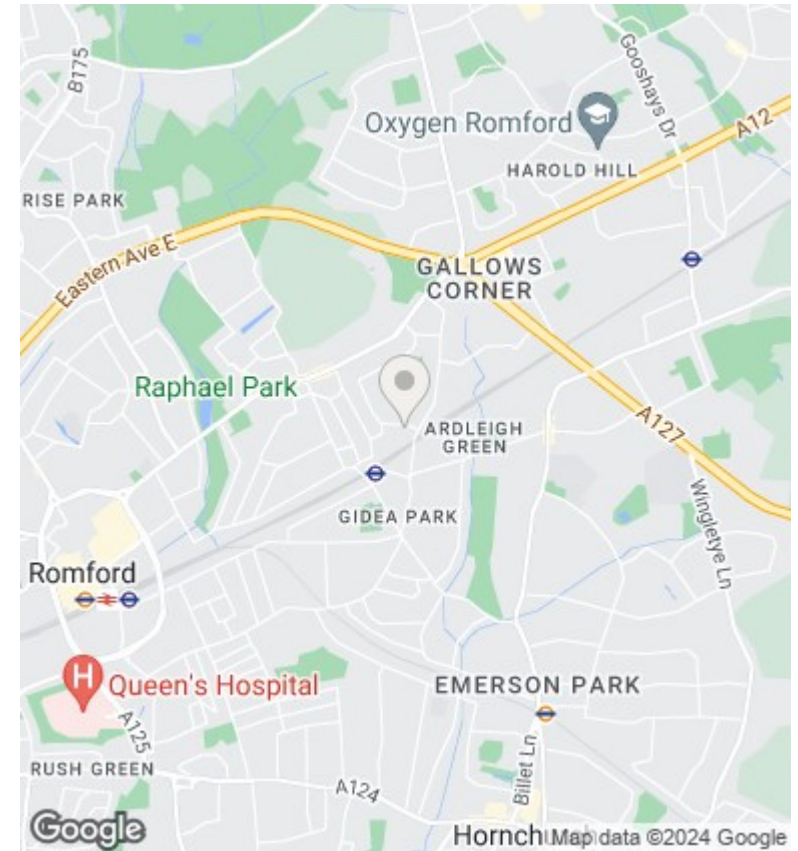 B175
Gooshays Dr
Oxygen Romford
A12
HAROLD HILL
RISE PARK
Eastern Ave E
GALLOWS
CORNER
Raphael Park
ARDLEIGH
GREEN
A127
GIDEA PARK
Wingletye Ln
Romford
H
Queen's Hospital
EMERSON PARK
A125
RUSH GREEN
Billet Ln
A124
Google
Map data ©2024 Google